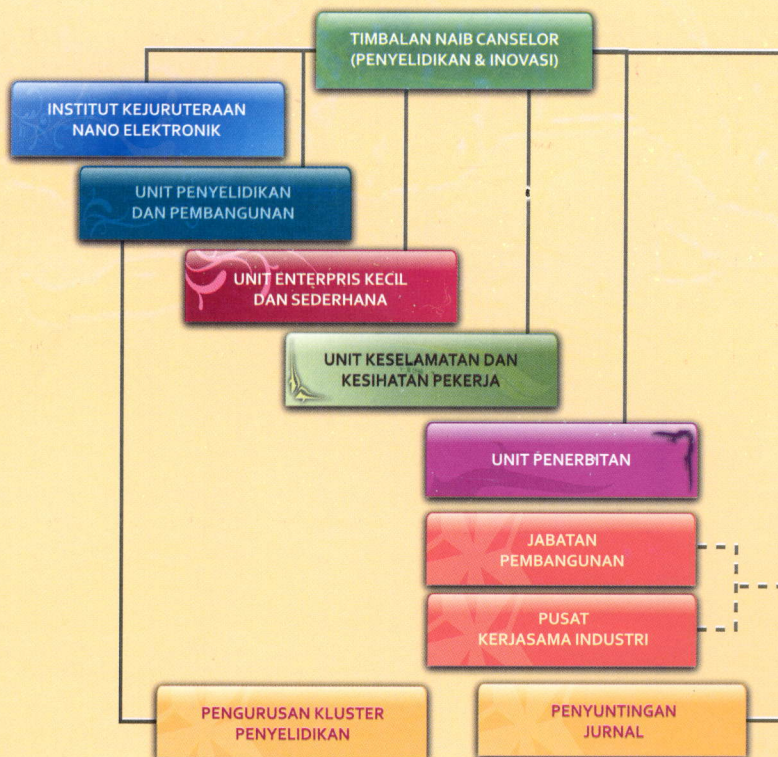 TIMBALAN NAIB CANSELOR
(PENYELIDIKAN & INOVASI)
INSTITUT KEJURUTERAAN
NANO ELEKTRONIK
UNIT PENYELIDIKAN
DAN PEMBANGUNAN
UNIT ENTERPRIS KECIL
DAN SEDERHANA
UNIT KESELAMATAN DAN
KESIHATAN PEKERJA
UNIT PENERBITAN
JABATAN
PEMBANGUNAN
PUSAT
KERJASAMA INDUSTRI
PENGURUSAN KLUSTER
PENYELIDIKAN
PENYUNTINGAN
JURNAL